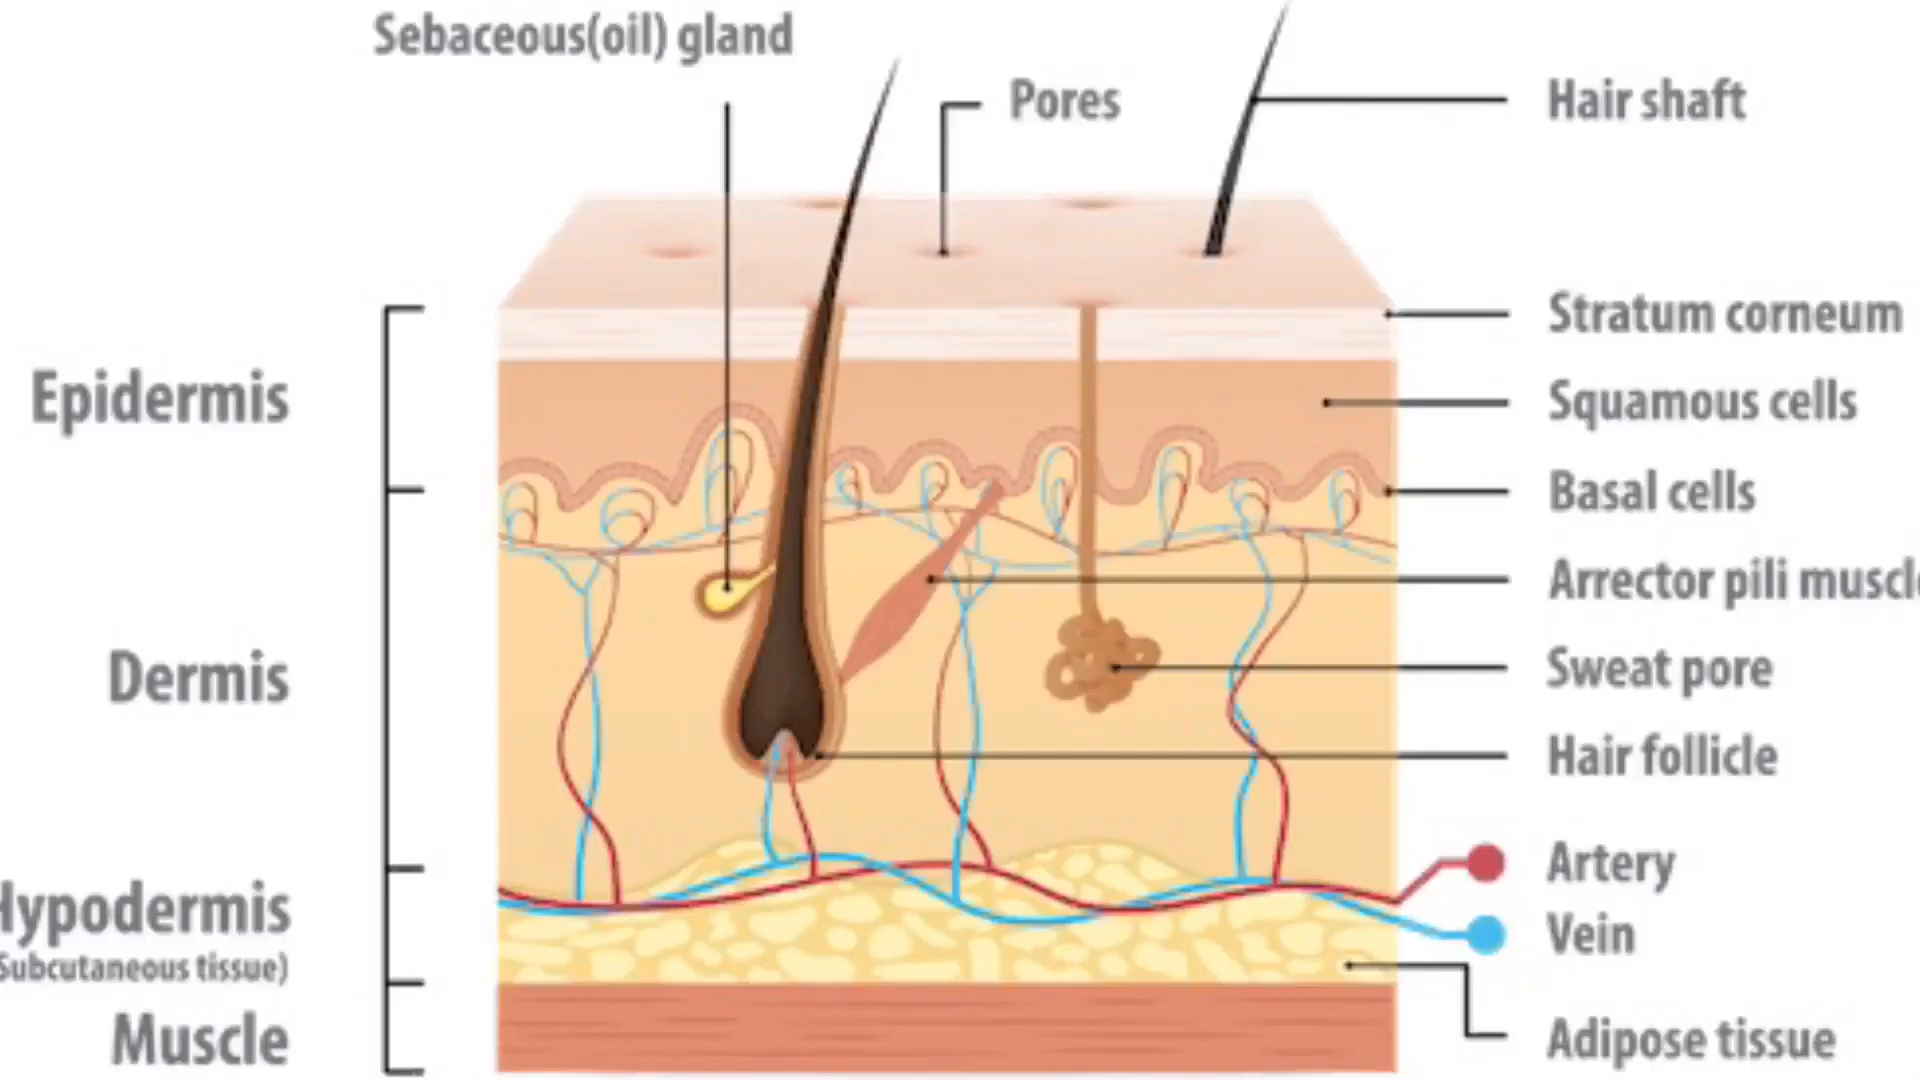 Sebaceous(oil) gland
Pores
Hair shaft
Stratum corneum
Squamous cells
Basal cells
Arrector pili muscle
Sweat pore
Hair follicle
Artery
Vein
Adipose tissue
Epidermis
Dermis
Hypodermis
Subcutaneous tissue)
Muscle